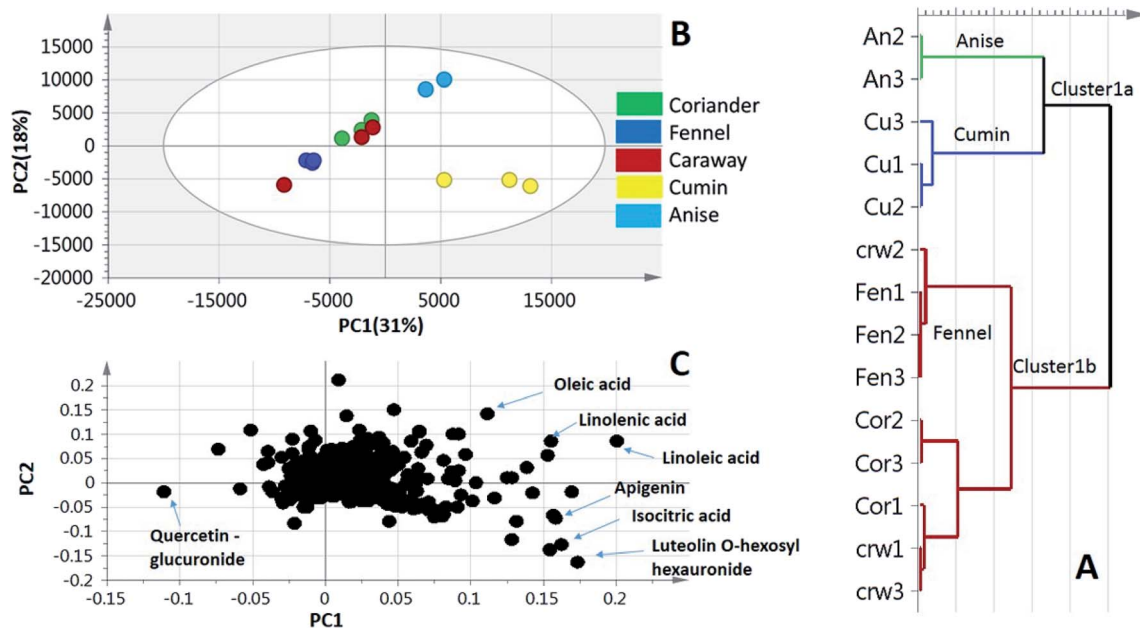 B
15000
10000
5000
0
-5000
-10000
-15000
-20000
PC2(18%)
-25000
-15000
-5000
5000
15000
PC1(31%)
Coriander
Fennel
Caraway
Cumin
Anise
C
0.2
0.15
0.1
0.05
0
-0.05
-0.1
-0.15
-0.2
PC2
Oleic acid
Linolenic acid
Linoleic acid
Apigenin
Isocitric acid
Luteolin O-hexosyl
hexauronide
Quercetin -
glucuronide
-0.15
-0.1
-0.05
0
0.05
0.1
0.15
0.2
PC1
A
An2
An3
Cu3
Cu1
Cu2
crw2
Fen1
Fen2
Fen3
Cor2
Cor3
Cor1
crw1
crw3
Anise
Cluster1a
Cumin
Fennel
Cluster1b